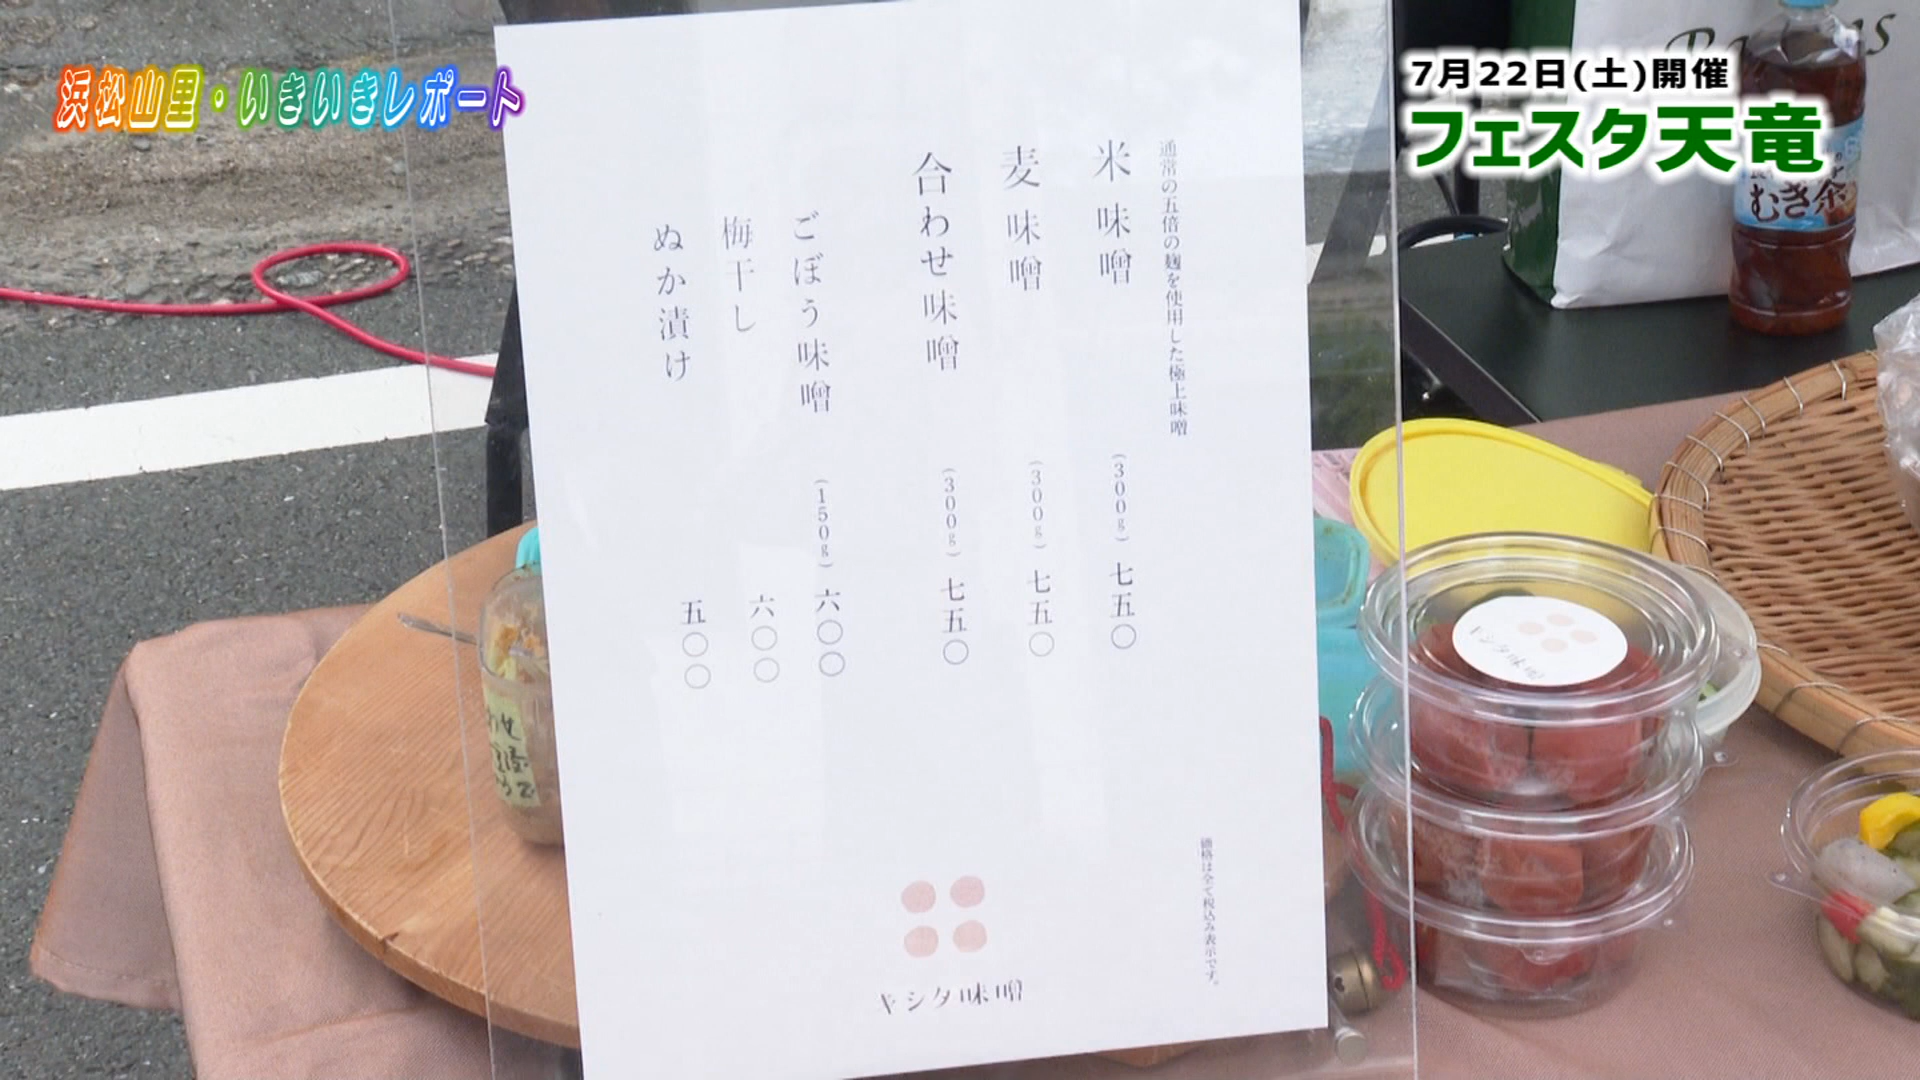 浜松山里・いきいきレポート
7月22日(土)開催
フェスタ天竜
むき茶
通常の五倍の麹を使用した極上味噌
米味噌 (300g) 七五〇
麦味噌 (300g) 七五〇
合わせ味噌 (300g) 七五〇
ごぼう味噌 (150g) 六〇〇
梅干し 六〇〇
ぬか漬け 五〇〇
価格は全て税込み表示です。
キシタ味噌
キシタ味噌